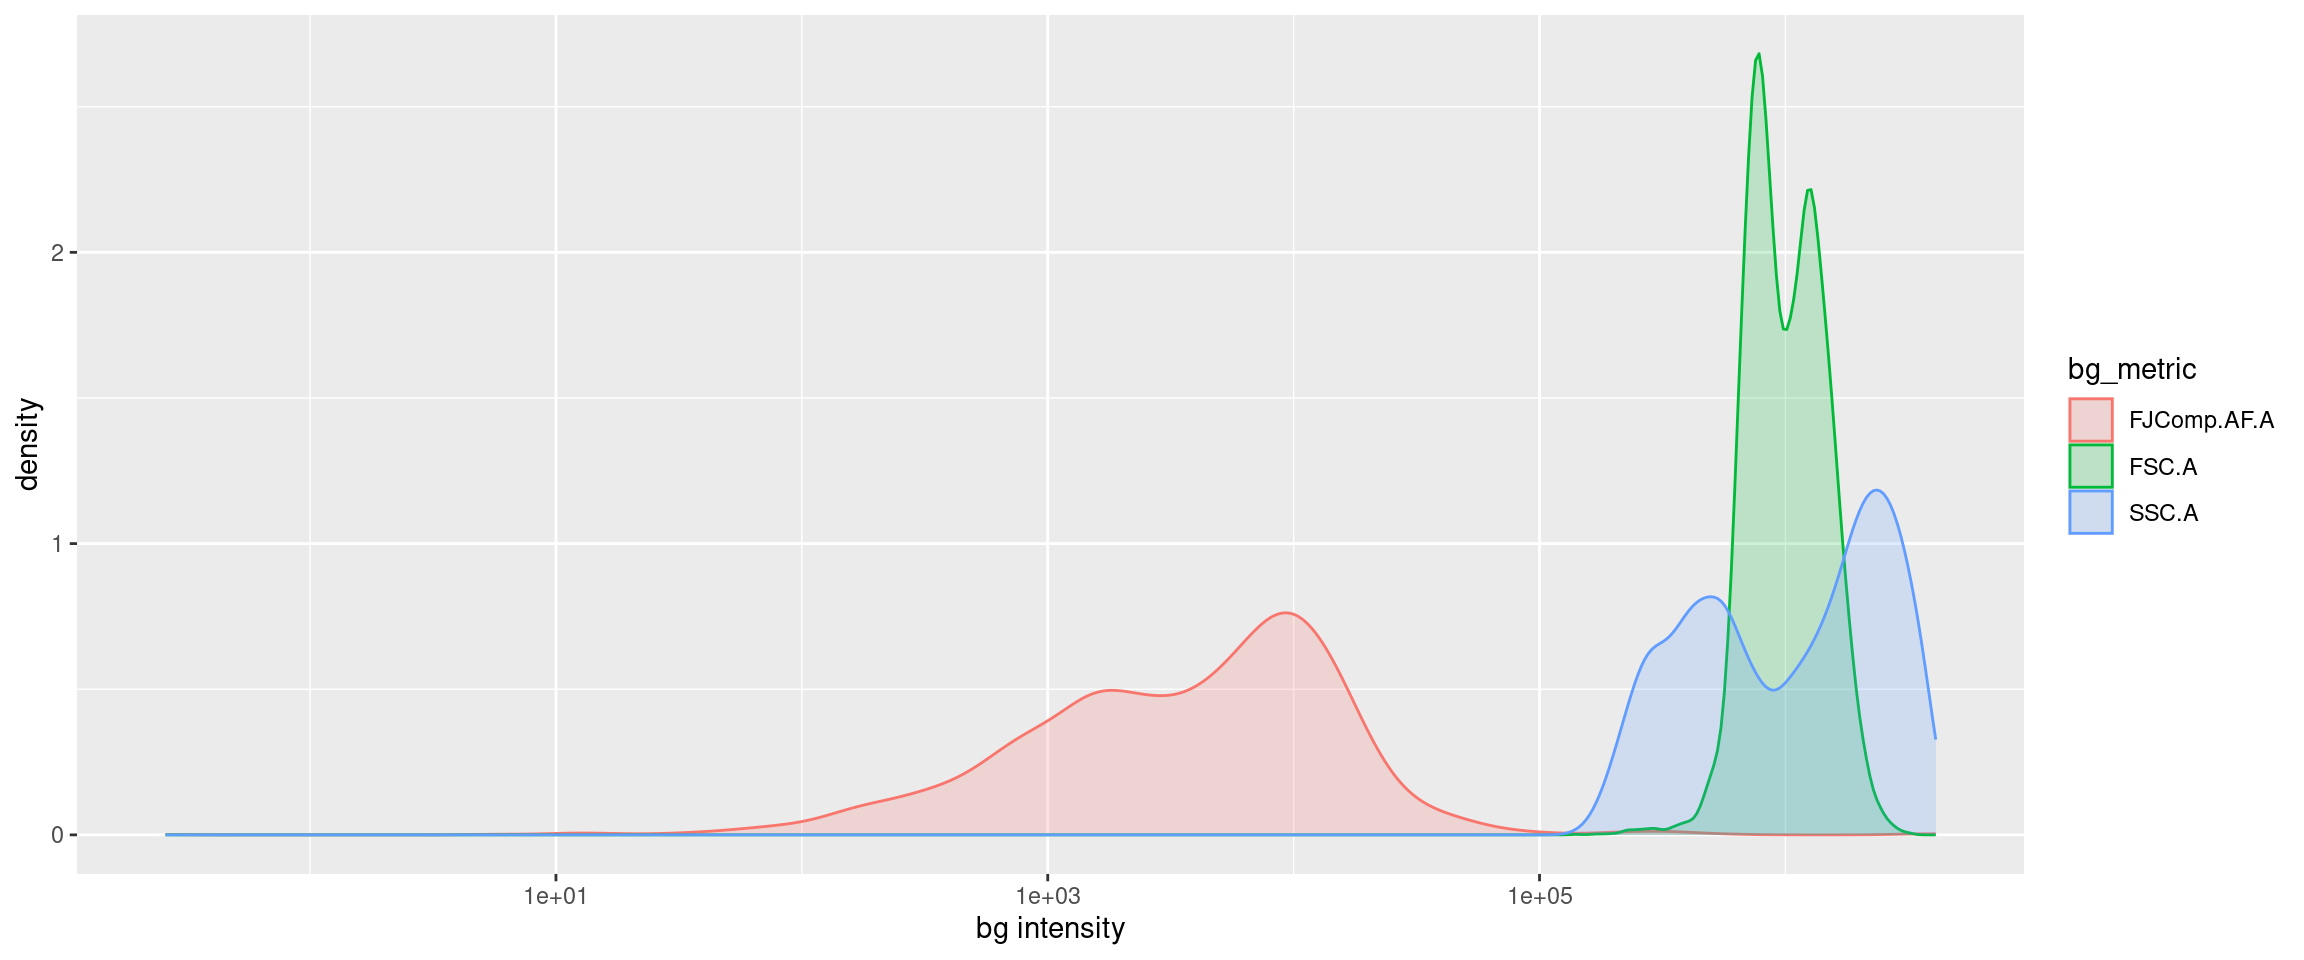 density
2
1
0
1e+01
1e+03
1e+05
bg intensity
bg_metric
FJComp.AF.A
FSC.A
SSC.A